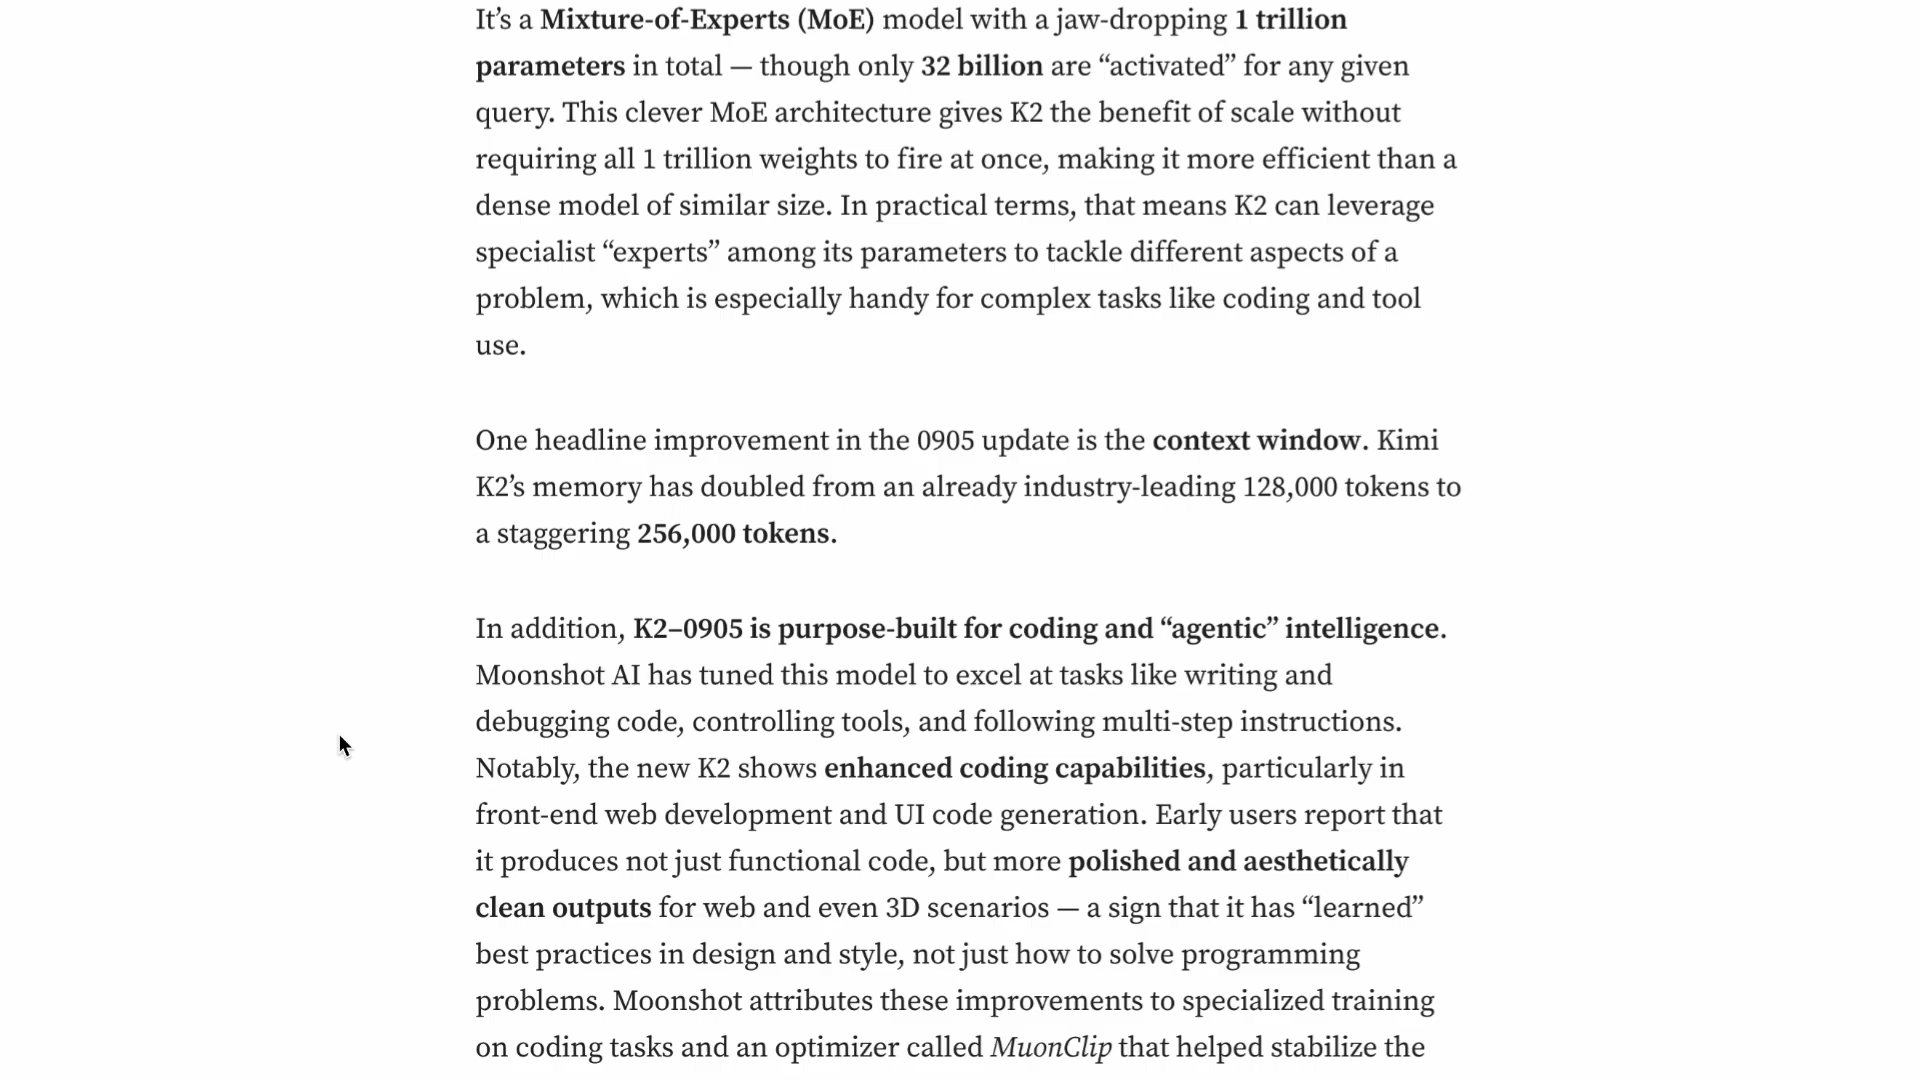 It’s a Mixture-of-Experts (MoE) model with a jaw-dropping 1 trillion
parameters in total — though only 32 billion are “activated” for any given
query. This clever MoE architecture gives K2 the benefit of scale without
requiring all 1 trillion weights to fire at once, making it more efficient than a
dense model of similar size. In practical terms, that means K2 can leverage
specialist “experts” among its parameters to tackle different aspects of a
problem, which is especially handy for complex tasks like coding and tool
use.
One headline improvement in the 0905 update is the context window. Kimi
K2’s memory has doubled from an already industry-leading 128,000 tokens to
a staggering 256,000 tokens.
In addition, K2–0905 is purpose-built for coding and “agentic” intelligence.
Moonshot AI has tuned this model to excel at tasks like writing and
debugging code, controlling tools, and following multi-step instructions.
Notably, the new K2 shows enhanced coding capabilities, particularly in
front-end web development and UI code generation. Early users report that
it produces not just functional code, but more polished and aesthetically
clean outputs for web and even 3D scenarios — a sign that it has “learned”
best practices in design and style, not just how to solve programming
problems. Moonshot attributes these improvements to specialized training
on coding tasks and an optimizer called MuonClip that helped stabilize the